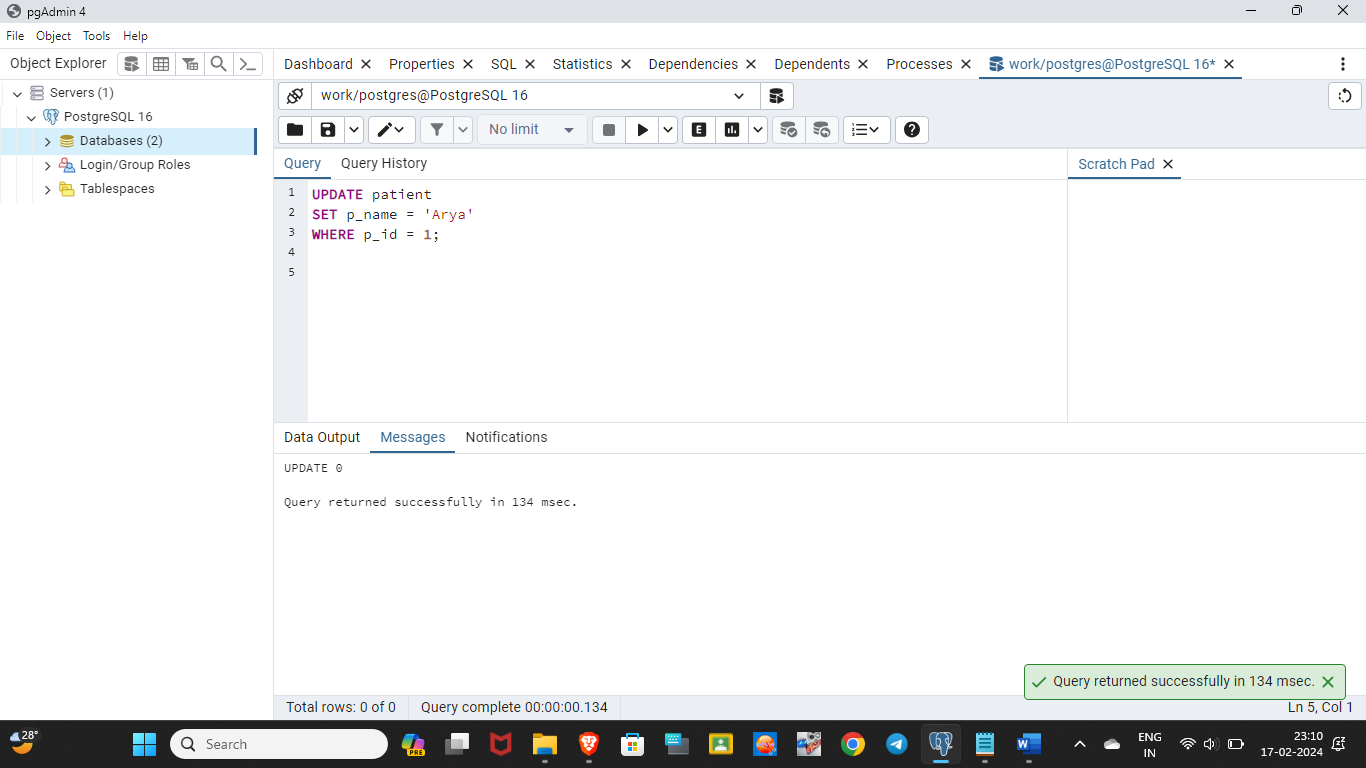 pgAdmin 4
File Object Tools Help
Object Explorer
Dashboard Properties SQL Statistics Dependencies Dependents Processes work/postgres@PostgreSQL 16*
Servers (1)
PostgreSQL 16
Databases (2)
Login/Group Roles
Tablespaces
work/postgres@PostgreSQL 16
No limit
E
Query Query History
Scratch Pad
1 UPDATE patient
2 SET p_name = 'Arya'
3 WHERE p_id = 1;
4
5
Data Output Messages Notifications
UPDATE 0
Query returned successfully in 134 msec.
Query returned successfully in 134 msec.
Total rows: 0 of 0 Query complete 00:00:00.134 Ln 5, Col 1
28°
Search
PRE
W
ENG
IN
23:10
17-02-2024